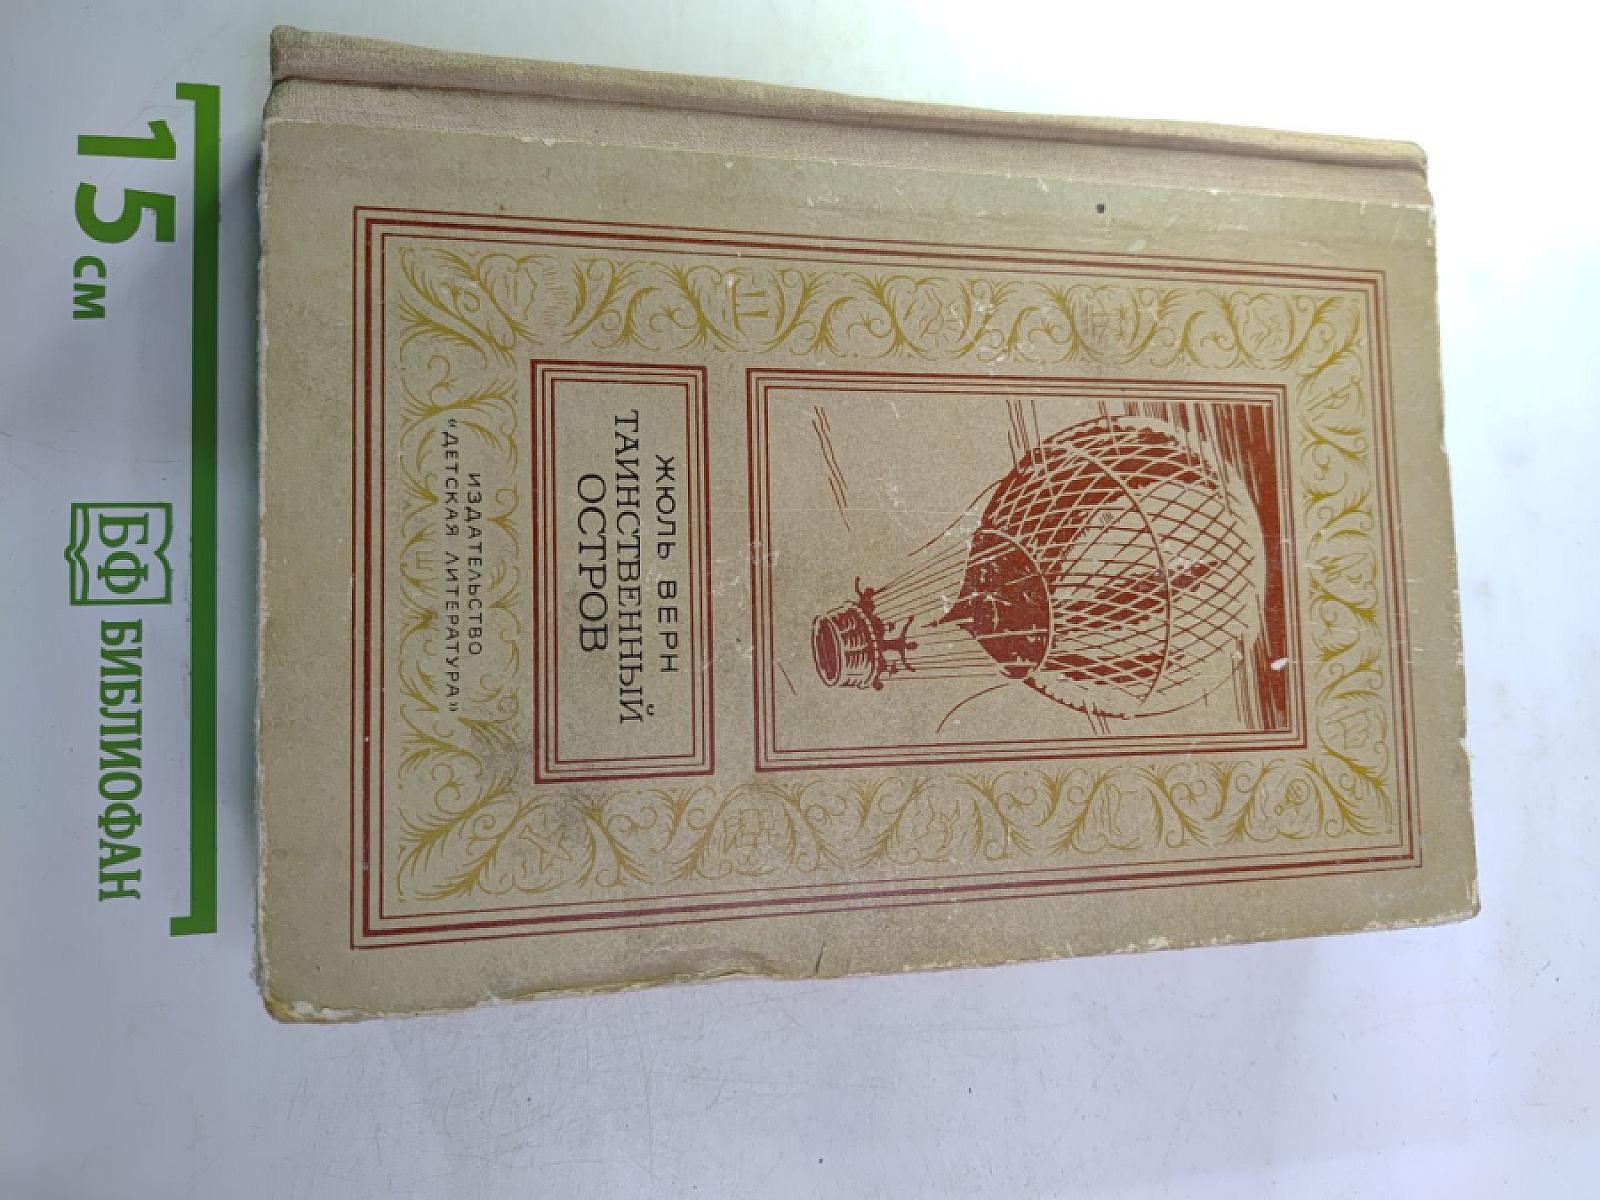 ЖЮЛЬ ВЕРН
ТАИНСТВЕННЫЙ
ОСТРОВ
ИЗДАТЕЛЬСТВО
"ДЕТСКАЯ ЛИТЕРАТУРА"
15 см
БФ БИБЛИОФАН